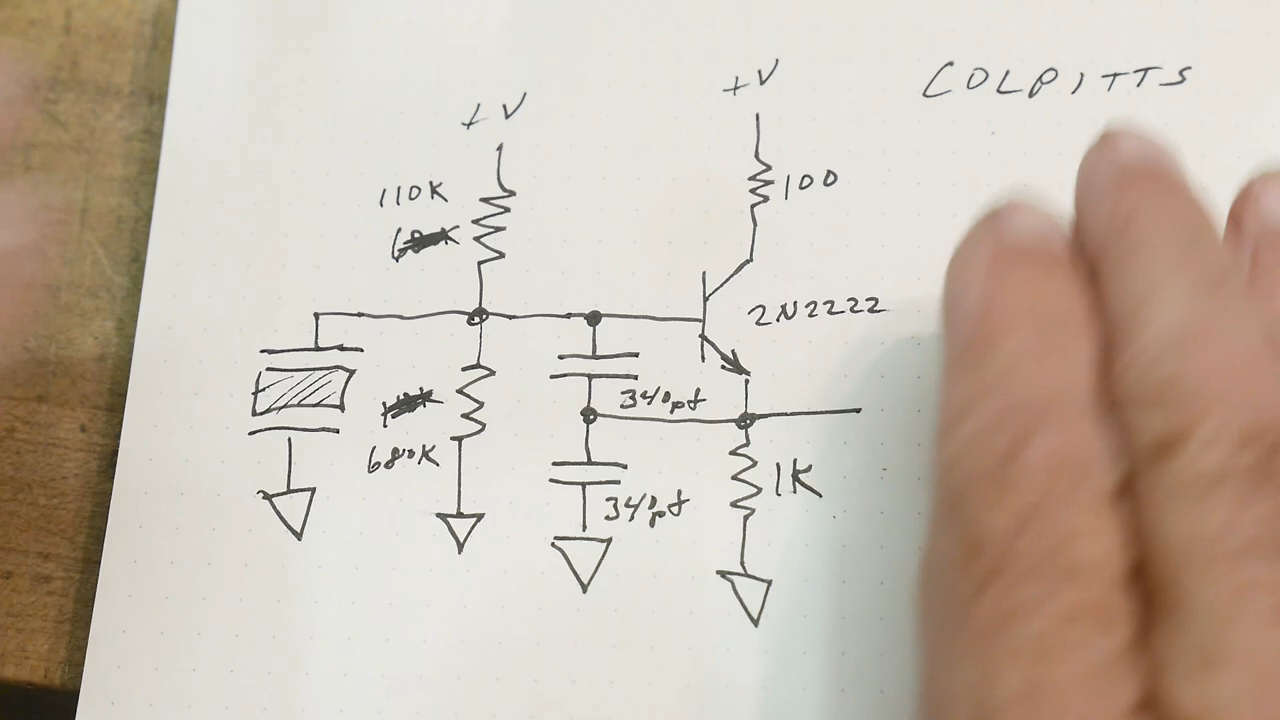 COLPITTS
+V
+V
110K
100
2N2222
340pf
680K
340pf
1K